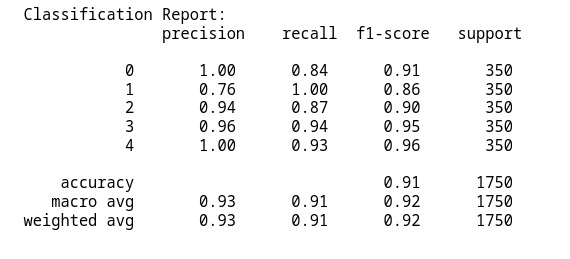 Classification Report:
precision recall f1-score support
0 1.00 0.84 0.91 350
1 0.76 1.00 0.86 350
2 0.94 0.87 0.90 350
3 0.96 0.94 0.95 350
4 1.00 0.93 0.96 350
accuracy 0.91 1750
macro avg 0.93 0.91 0.92 1750
weighted avg 0.93 0.91 0.92 1750